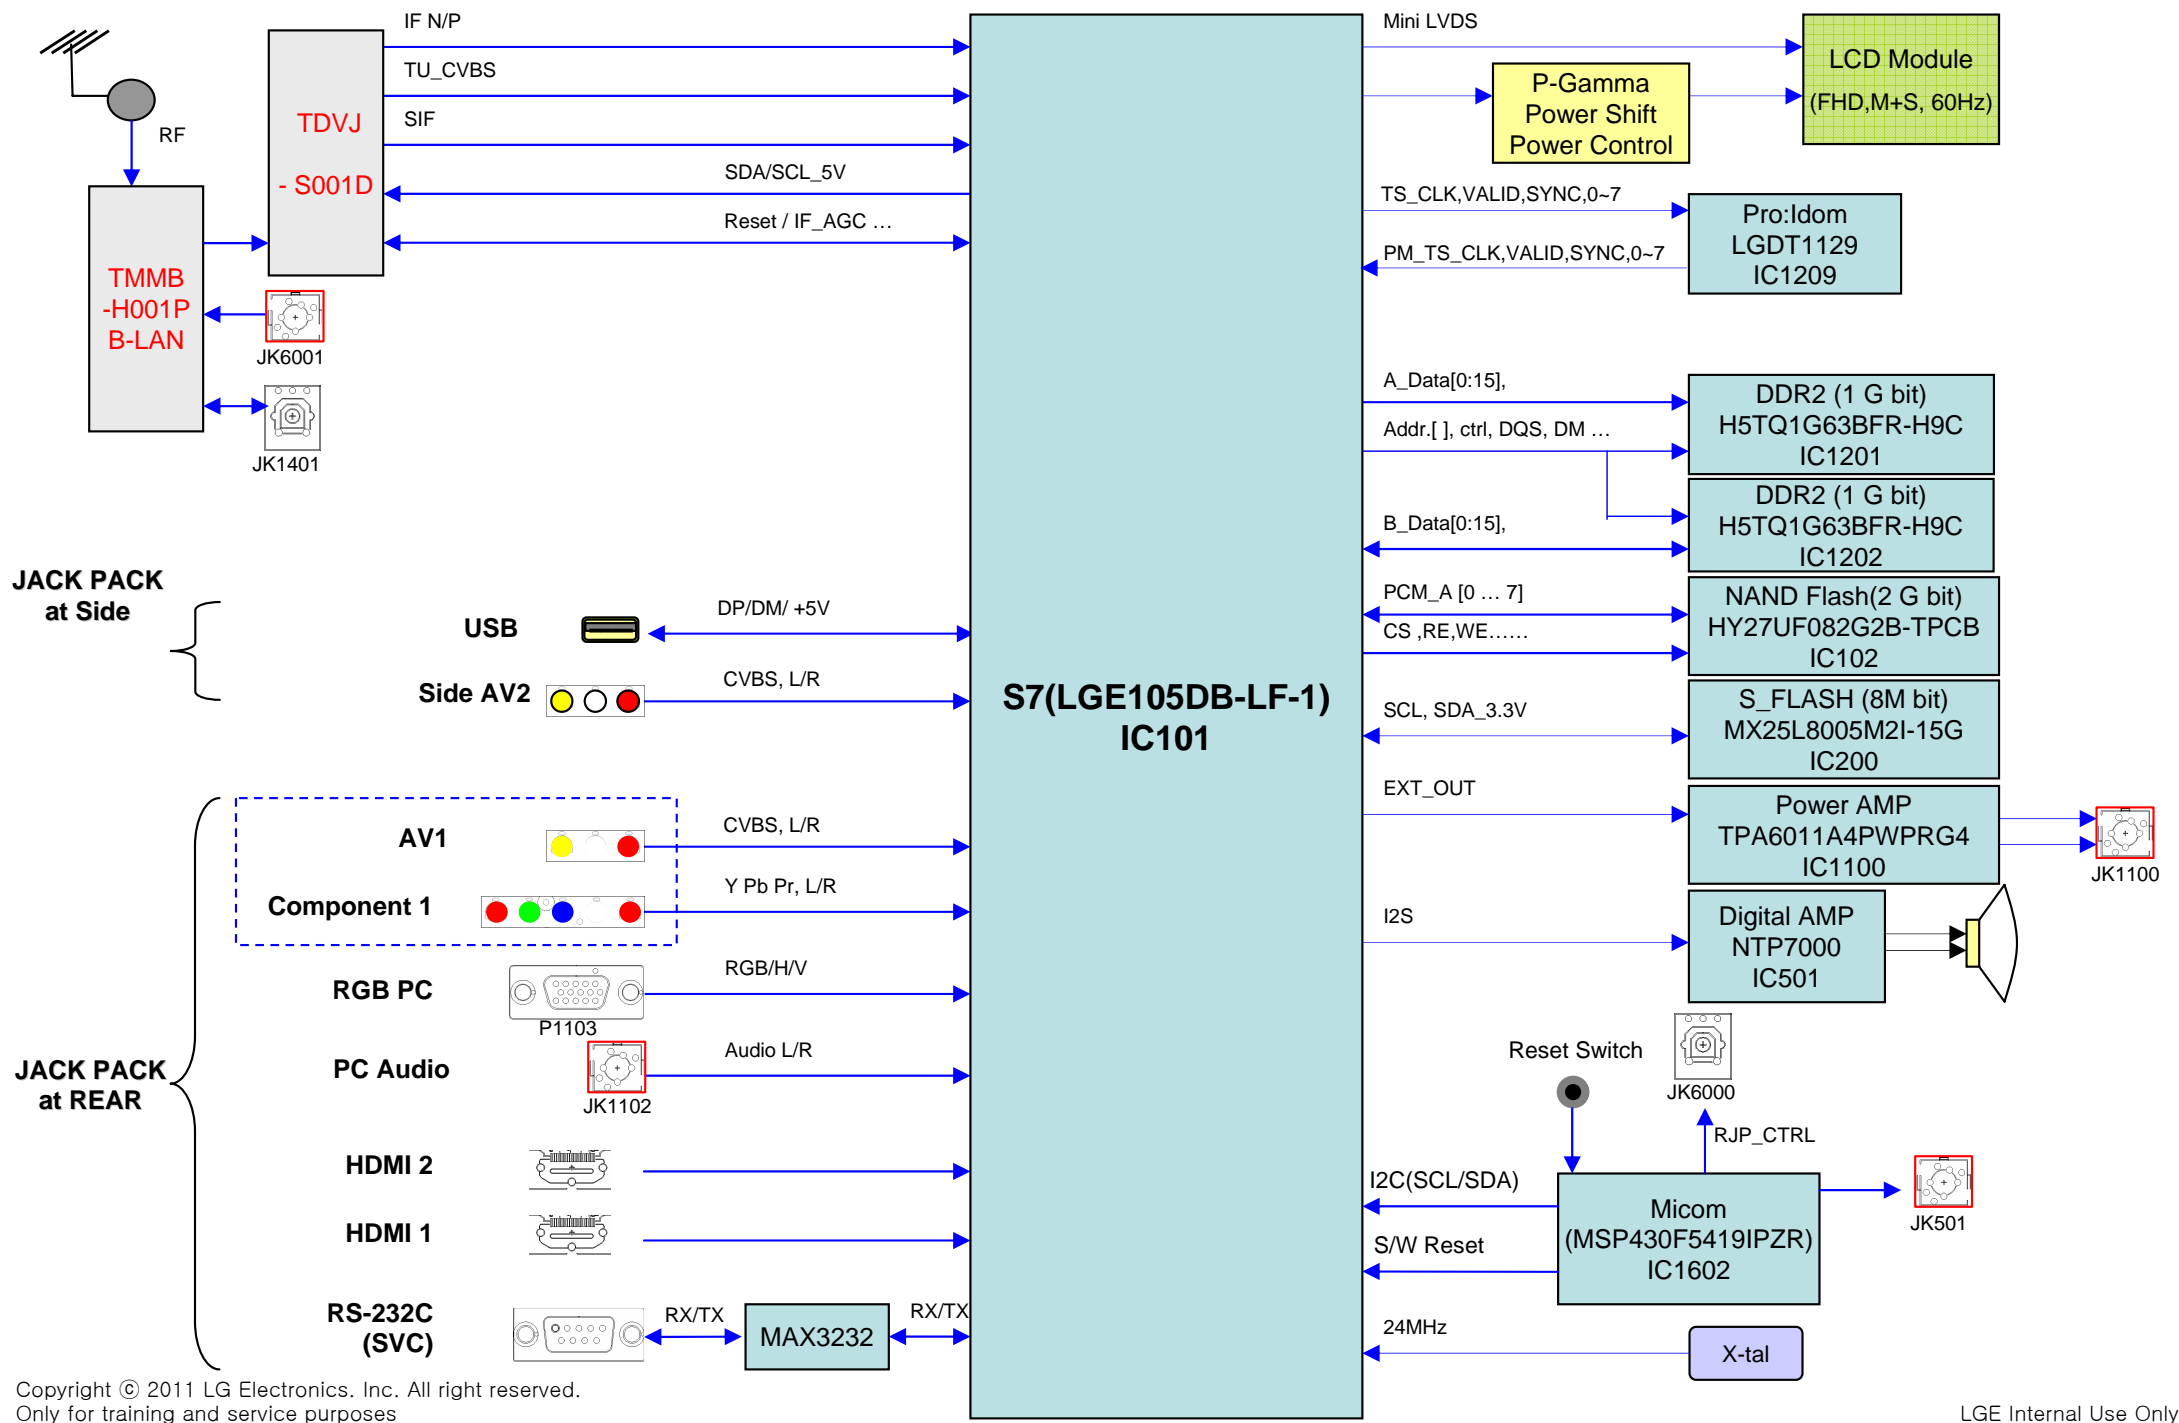 IF N/P
TU_CVBS
SIF
SDA/SCL_5V
Reset / IF_AGC …
RF
TDVJ
- S001D
TMMB
-H001P
B-LAN
JK6001
JK1401
JACK PACK
at Side
USB
DP/DM/ +5V
Side AV2
CVBS, L/R
JACK PACK
at REAR
AV1
CVBS, L/R
Component 1
Y Pb Pr, L/R
RGB PC
RGB/H/V
P1103
PC Audio
Audio L/R
JK1102
HDMI 2
HDMI 1
RS-232C
(SVC)
RX/TX
MAX3232
RX/TX
S7(LGE105DB-LF-1)
IC101
Mini LVDS
LCD Module
(FHD,M+S, 60Hz)
P-Gamma
Power Shift
Power Control
TS_CLK,VALID,SYNC,0~7
PM_TS_CLK,VALID,SYNC,0~7
Pro:Idom
LGDT1129
IC1209
A_Data[0:15],
Addr.[ ], ctrl, DQS, DM …
DDR2 (1 G bit)
H5TQ1G63BFR-H9C
IC1201
B_Data[0:15],
DDR2 (1 G bit)
H5TQ1G63BFR-H9C
IC1202
PCM_A [0 … 7]
CS ,RE,WE……
NAND Flash(2 G bit)
HY27UF082G2B-TPCB
IC102
SCL, SDA_3.3V
S_FLASH (8M bit)
MX25L8005M2I-15G
IC200
EXT_OUT
Power AMP
TPA6011A4PWPRG4
IC1100
JK1100
I2S
Digital AMP
NTP7000
IC501
Reset Switch
JK6000
RJP_CTRL
I2C(SCL/SDA)
S/W Reset
Micom
(MSP430F5419IPZR)
IC1602
JK501
24MHz
X-tal
Copyright ⓒ 2011 LG Electronics. Inc. All right reserved.
Only for training and service purposes
LGE Internal Use Only